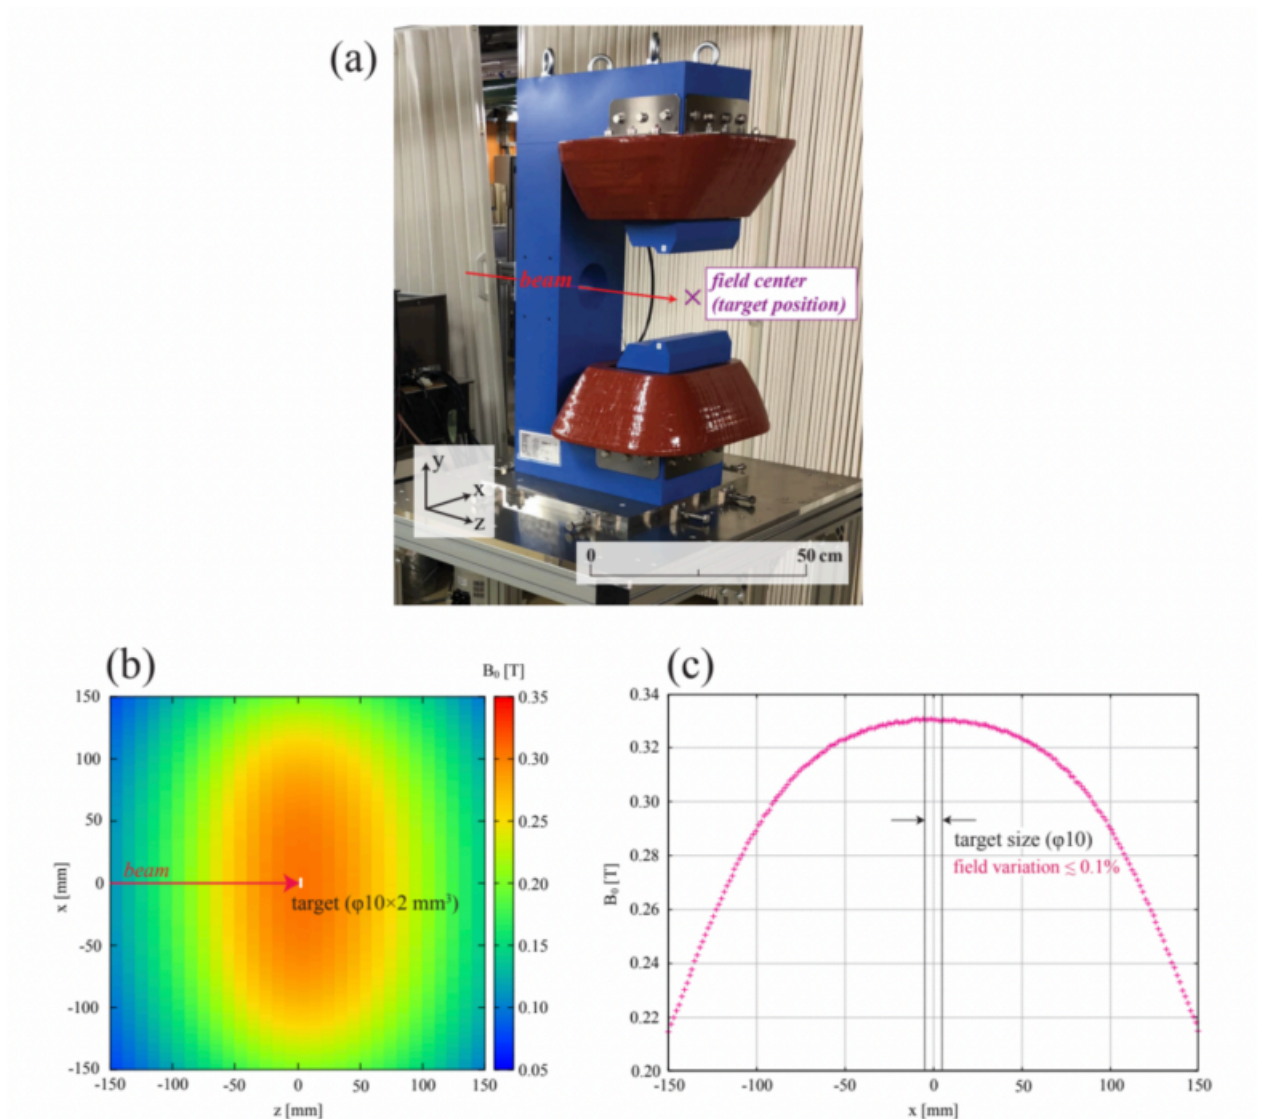 (a)
beam
field center
(target position)
y
x
z
0 50 cm
(b)
B₀ [T]
150
100
50
0
-50
-100
-150
x [mm]
beam
target (φ10×2 mm³)
-150 -100 -50 0 50 100 150
z [mm]
0.35
0.30
0.25
0.20
0.15
0.10
0.05
(c)
0.34
0.32
0.30
0.28
0.26
0.24
0.22
0.20
B₀ [T]
target size (φ10)
field variation ≲ 0.1%
-150 -100 -50 0 50 100 150
x [mm]